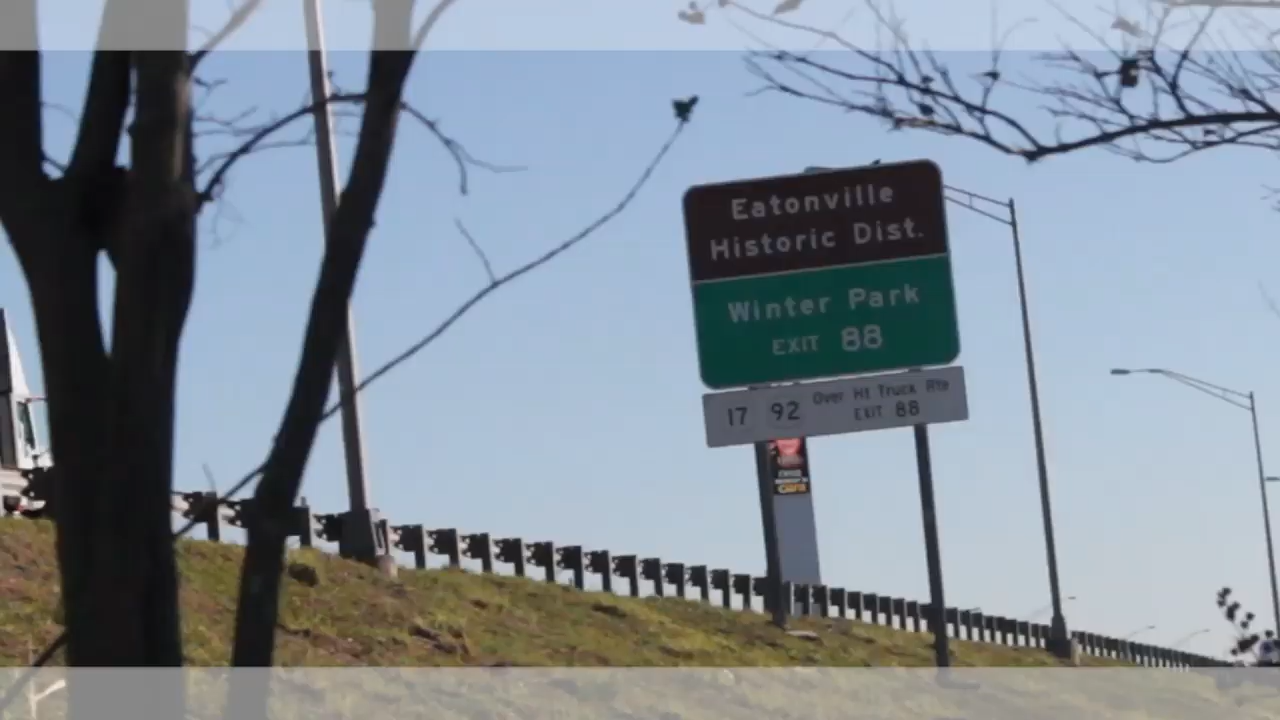 Eatonville
Historic Dist.
Winter Park
EXIT 88
17 92 Over Ht Truck Rte
EXIT 88